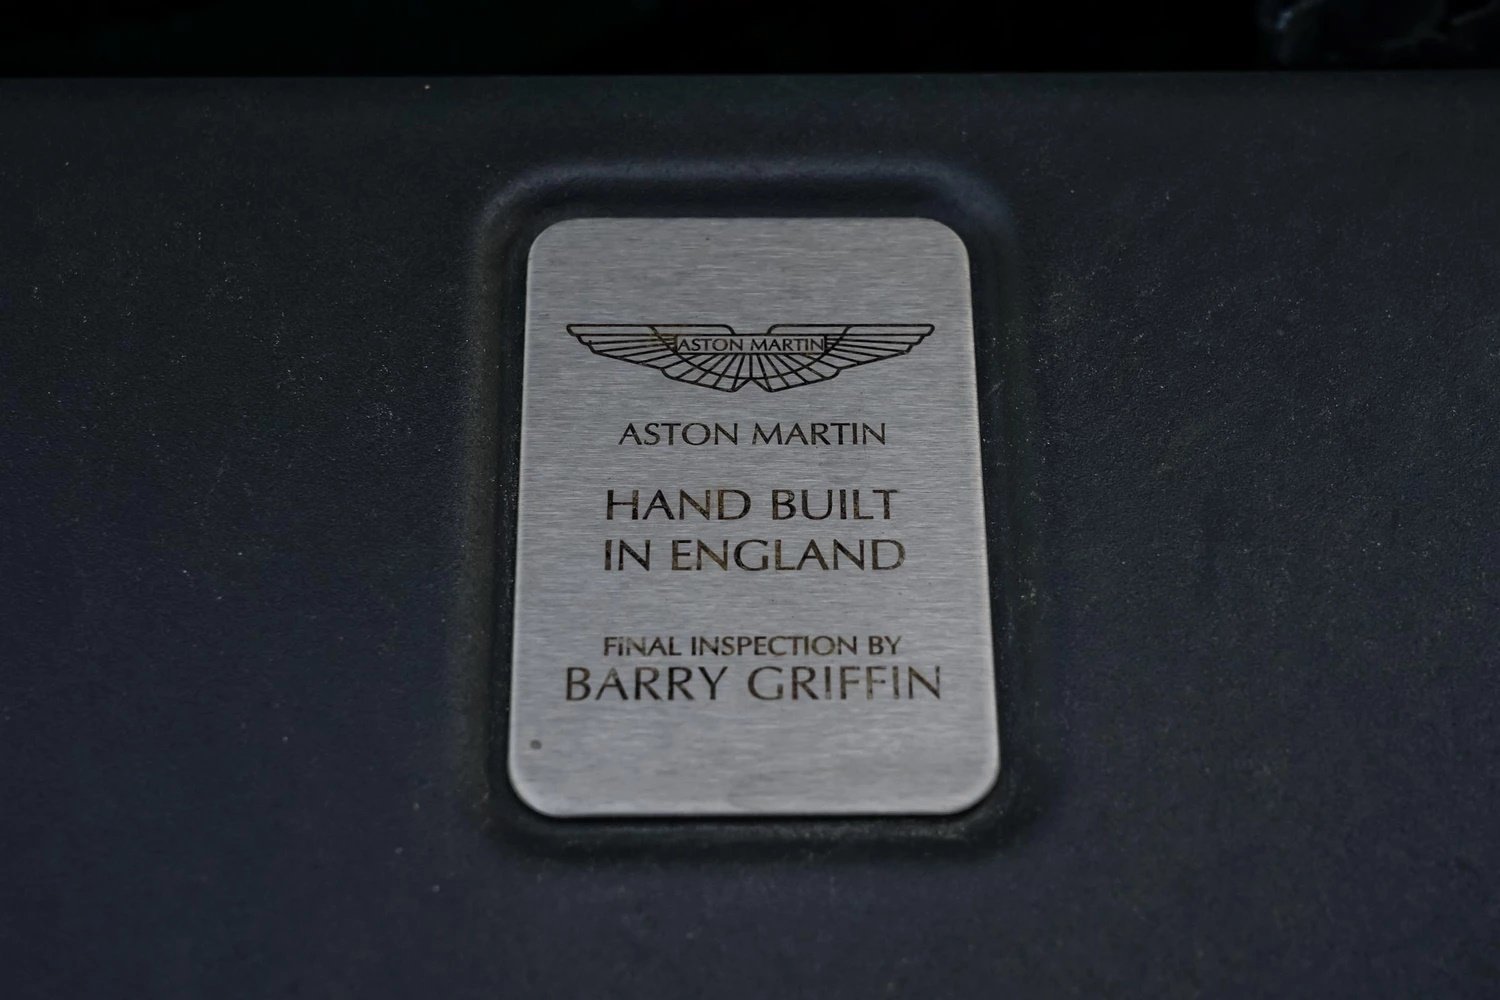 ASTON MARTIN
ASTON MARTIN
HAND BUILT
IN ENGLAND
FINAL INSPECTION BY
BARRY GRIFFIN